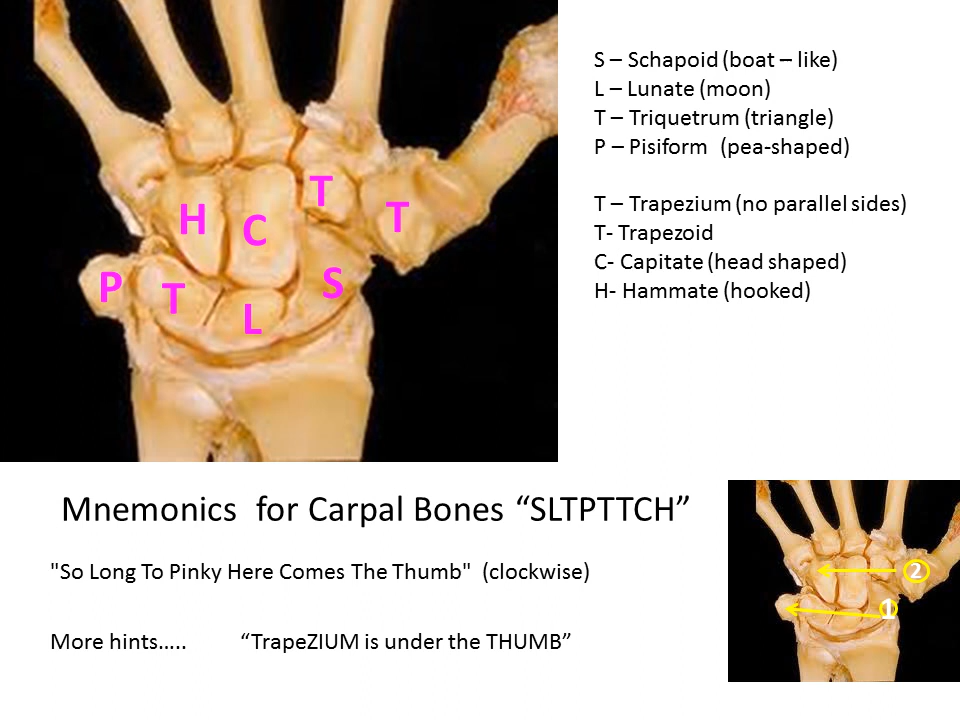 H
C
T
T
P
T
L
S
S – Schapoid (boat – like)
L – Lunate (moon)
T – Triquetrum (triangle)
P – Pisiform (pea-shaped)
T – Trapezium (no parallel sides)
T- Trapezoid
C- Capitate (head shaped)
H- Hammate (hooked)
Mnemonics for Carpal Bones “SLTPTTCH”
"So Long To Pinky Here Comes The Thumb" (clockwise)
More hints….. “TrapeZIUM is under the THUMB”
2
1